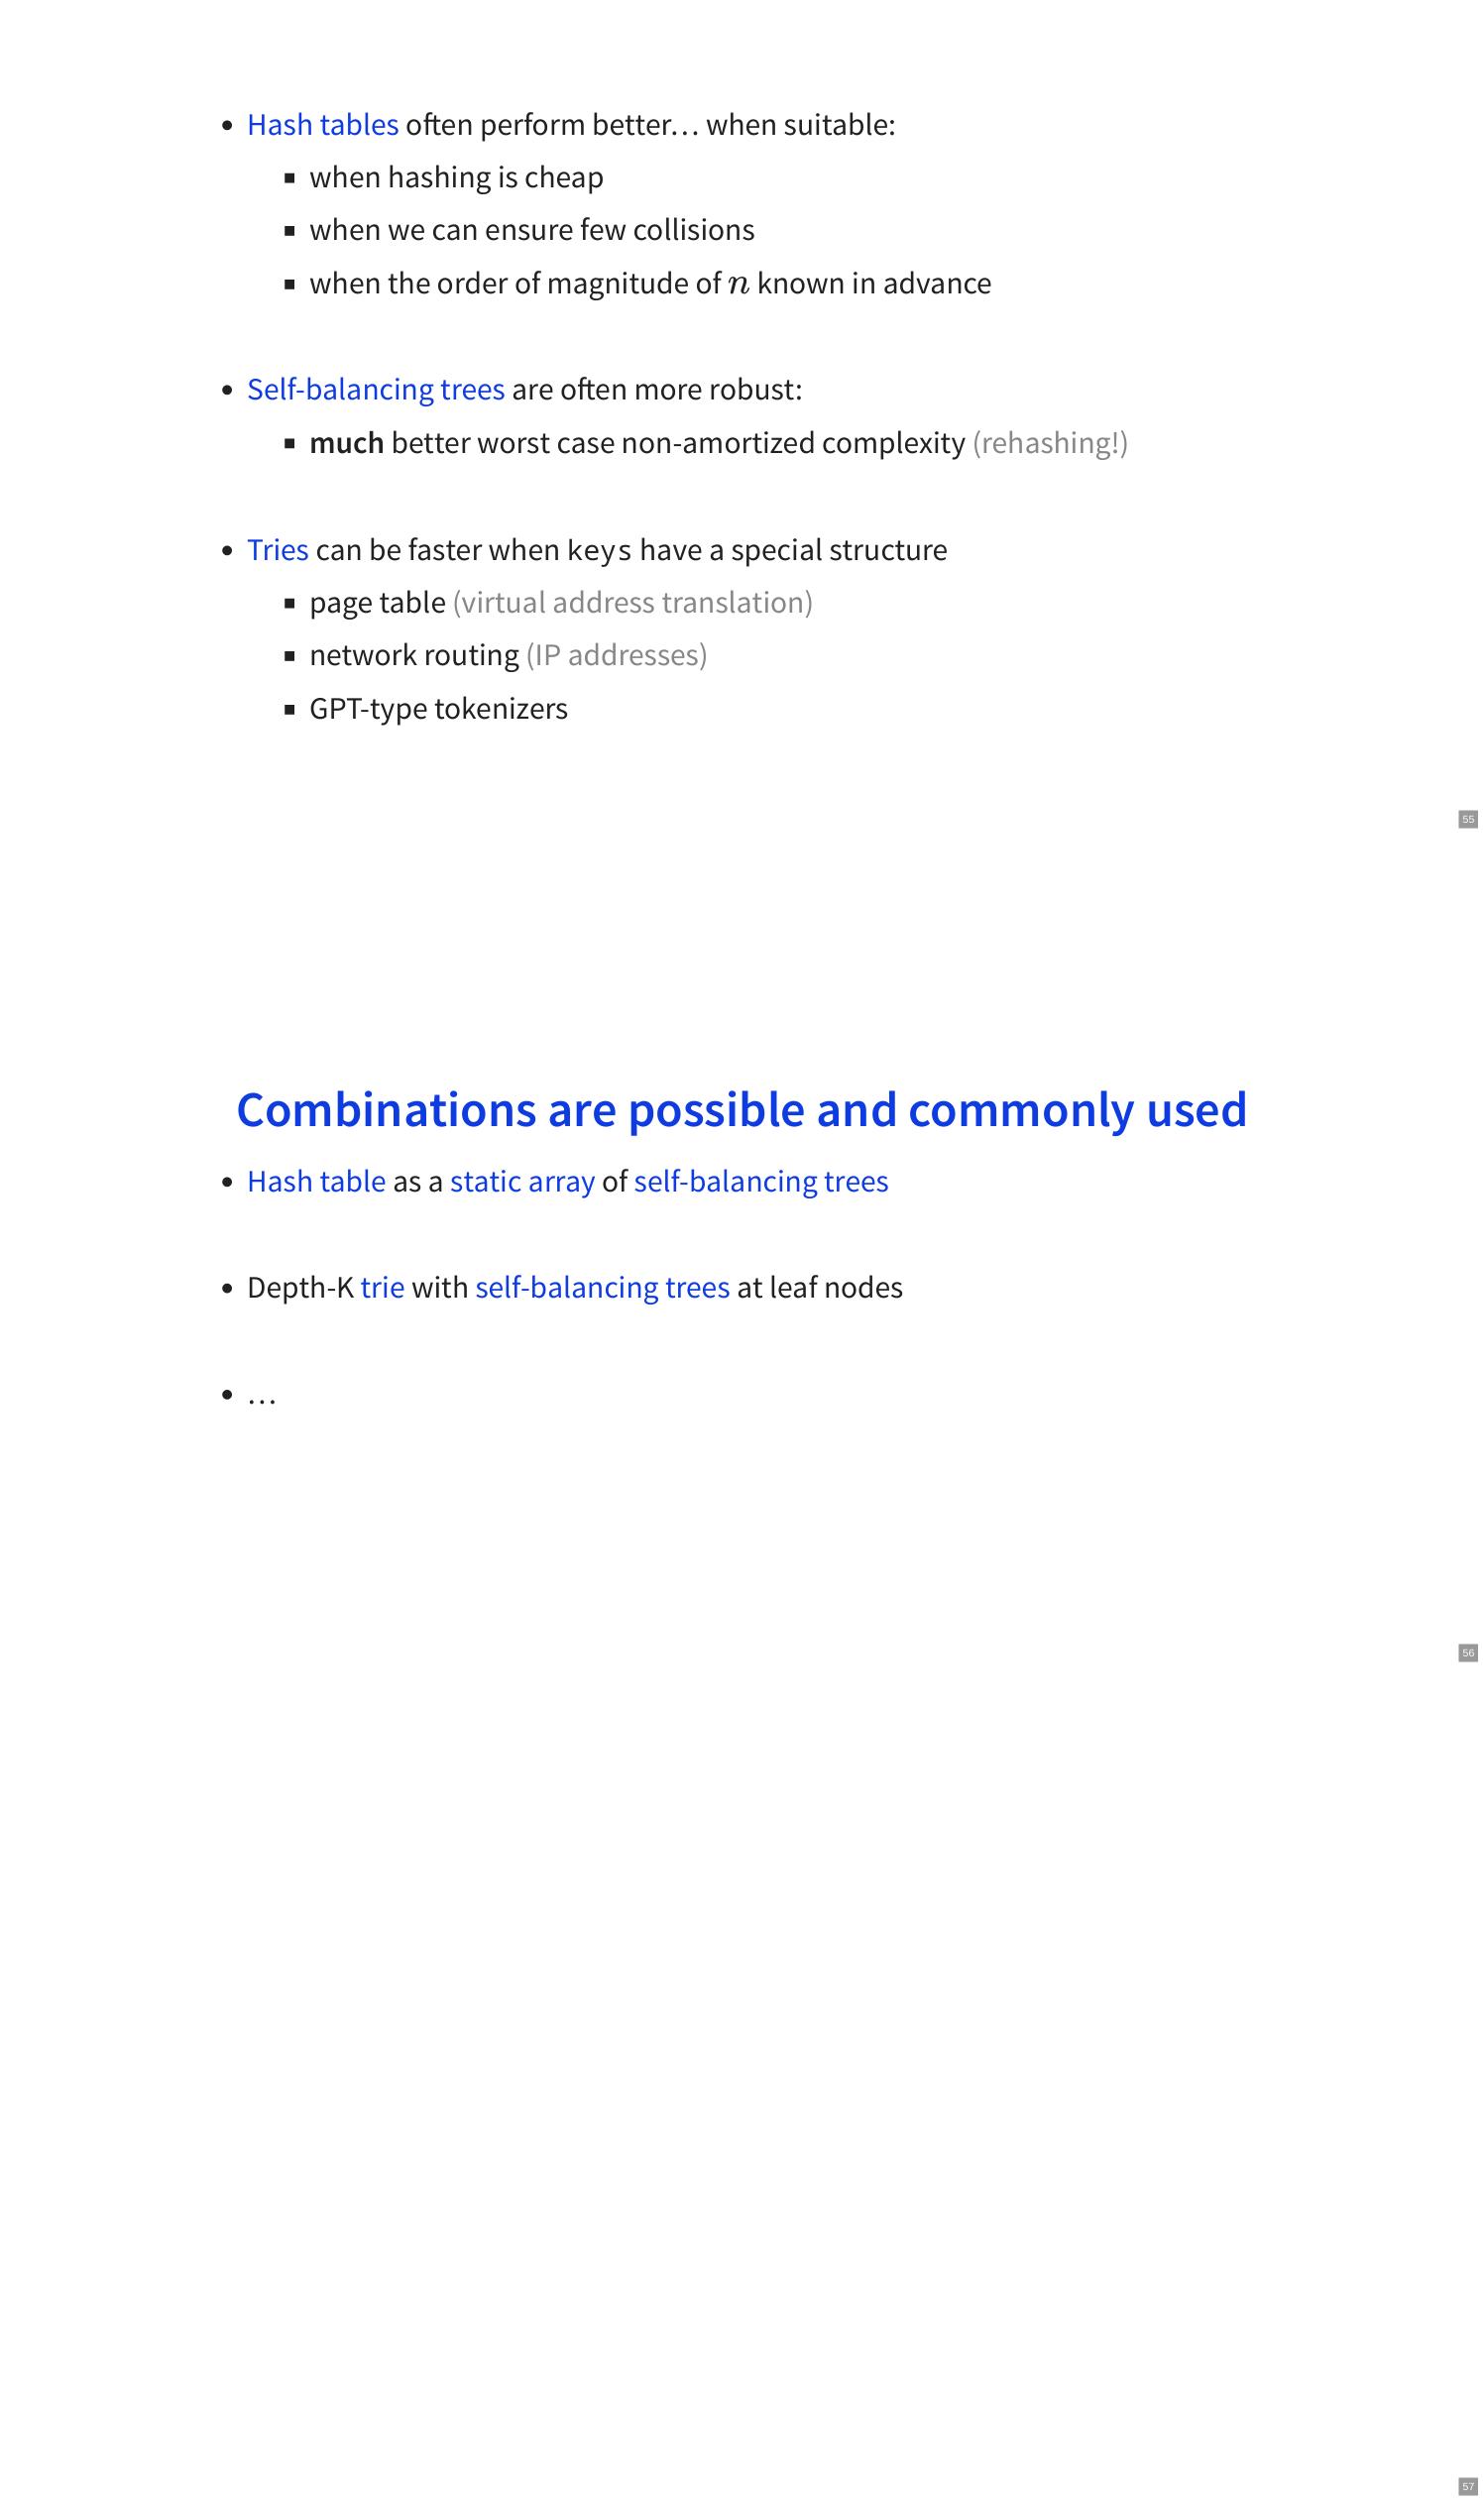 • Hash tables often perform better… when suitable:
▪ when hashing is cheap
▪ when we can ensure few collisions
▪ when the order of magnitude of n known in advance
• Self-balancing trees are often more robust:
▪ much better worst case non-amortized complexity (rehashing!)
• Tries can be faster when keys have a special structure
▪ page table (virtual address translation)
▪ network routing (IP addresses)
▪ GPT-type tokenizers
55
Combinations are possible and commonly used
• Hash table as a static array of self-balancing trees
• Depth-K trie with self-balancing trees at leaf nodes
• …
56
57